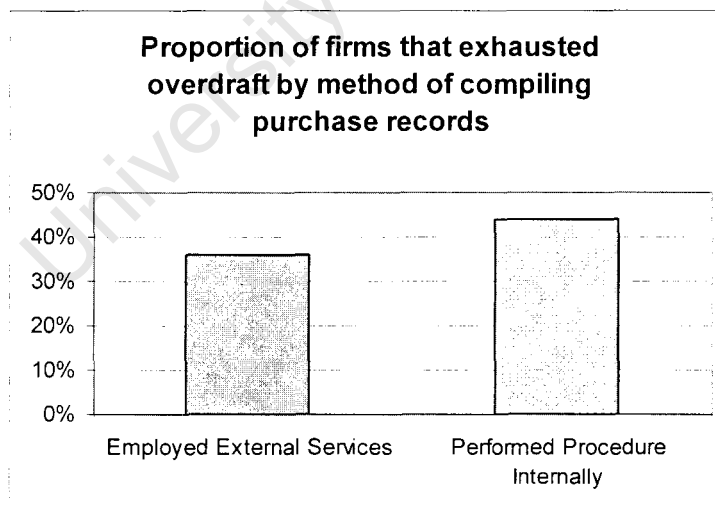 Proportion of firms that exhausted
overdraft by method of compiling
purchase records
University
50%
40%
30%
20%
10%
0%
Employed External Services
Performed Procedure
Internally